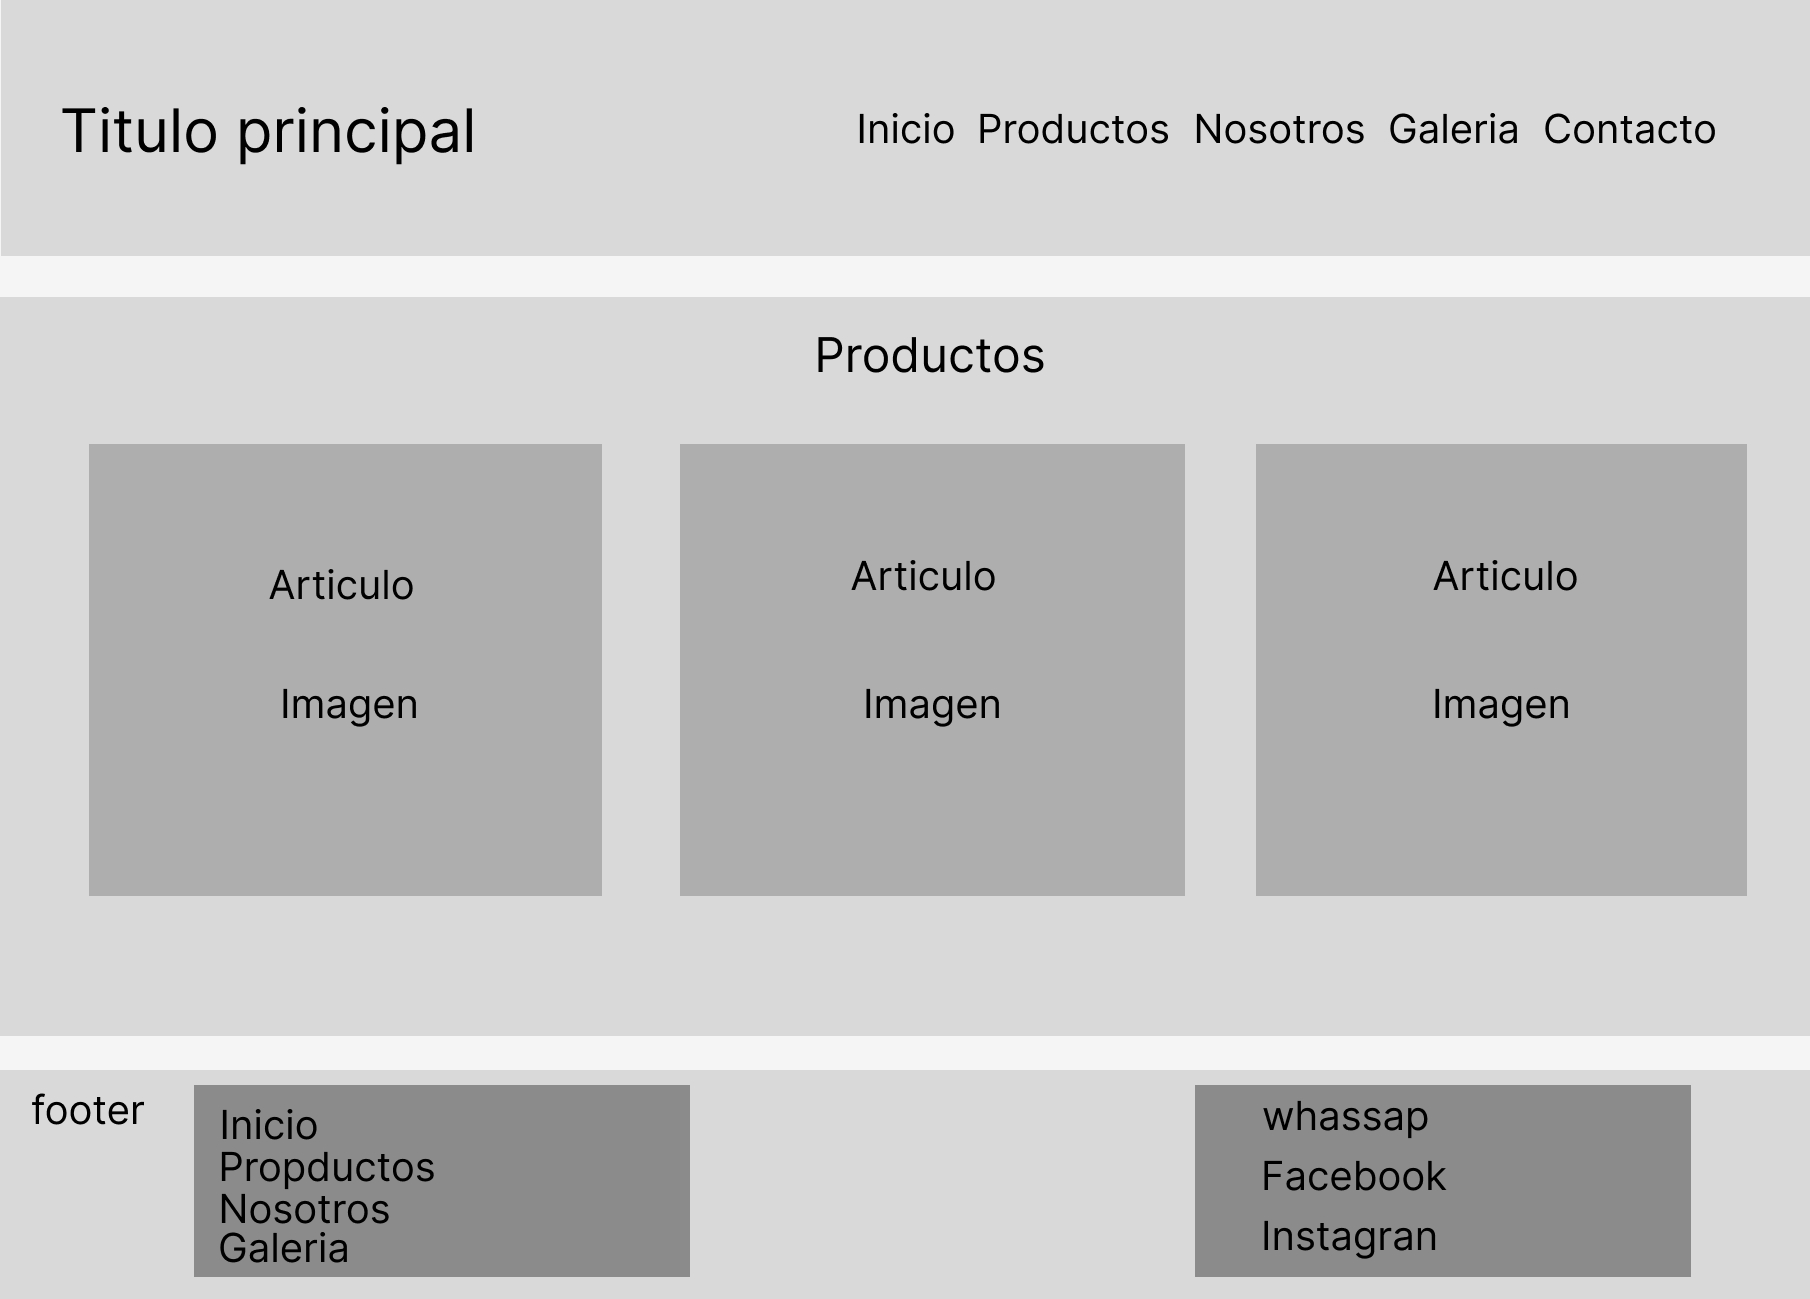 Titulo principal
Inicio Productos Nosotros Galeria Contacto
Productos
Articulo
Imagen
Articulo
Imagen
Articulo
Imagen
footer
Inicio
Propductos
Nosotros
Galeria
whassap
Facebook
Instagran